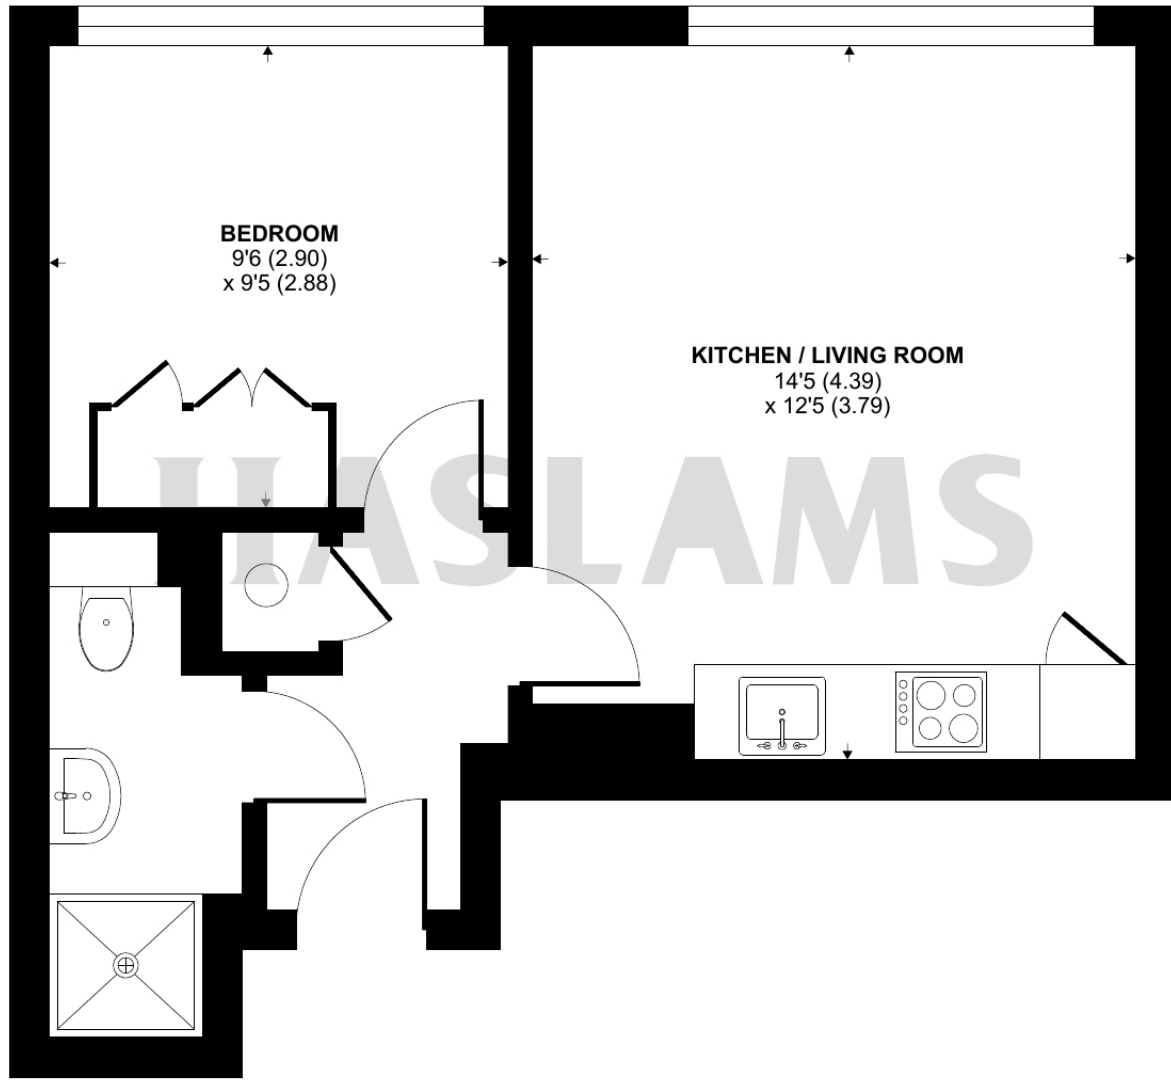 BEDROOM
9'6 (2.90)
x 9'5 (2.88)
KITCHEN / LIVING ROOM
14'5 (4.39)
x 12'5 (3.79)
HASLAMS